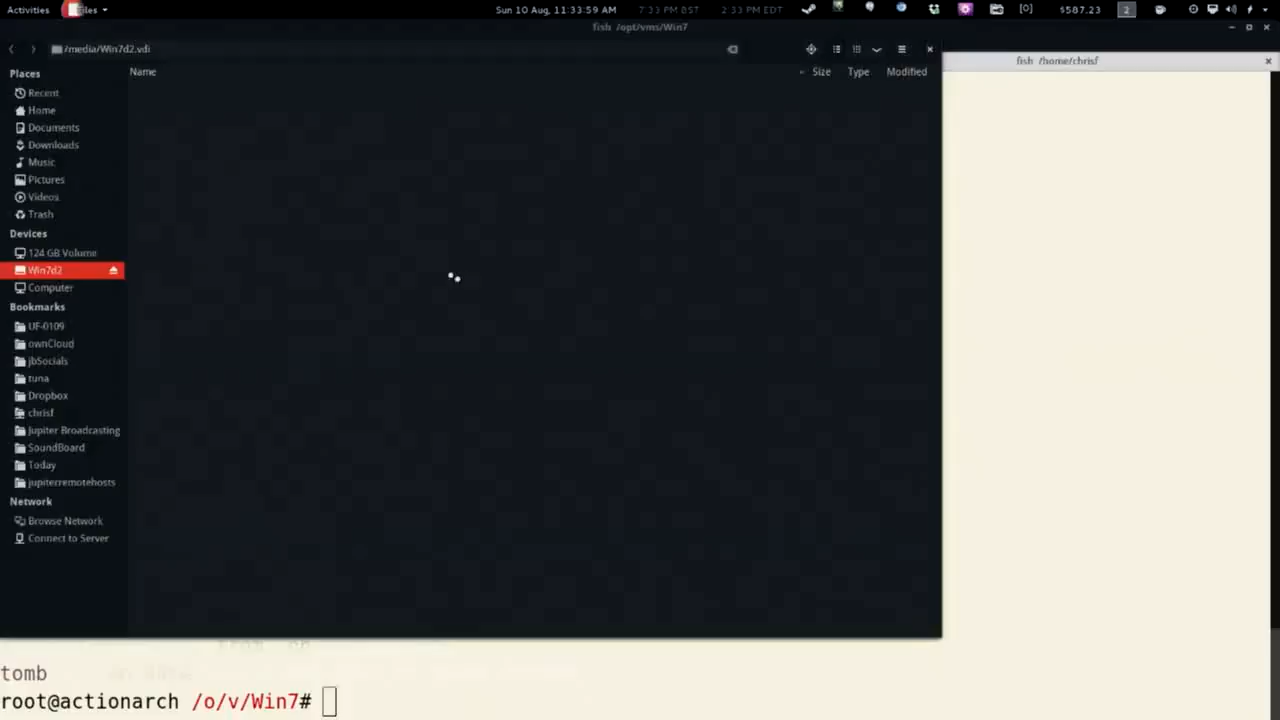 Activities
Files
Sun 10 Aug, 11:33:59 AM
7:33 PM BST
2:33 PM EDT
[0]
$587.23
2
fish /opt/vms/Win7
/media/Win7d2.vdi
fish /home/chrisf
Places
Name
Size
Type
Modified
Recent
Home
Documents
Downloads
Music
Pictures
Videos
Trash
Devices
124 GB Volume
Win7d2
Computer
Bookmarks
UF-0109
ownCloud
jbSocials
tuna
Dropbox
chrisf
Jupiter Broadcasting
SoundBoard
Today
jupiterremotehosts
Network
Browse Network
Connect to Server
tomb
root@actionarch /o/v/Win7#